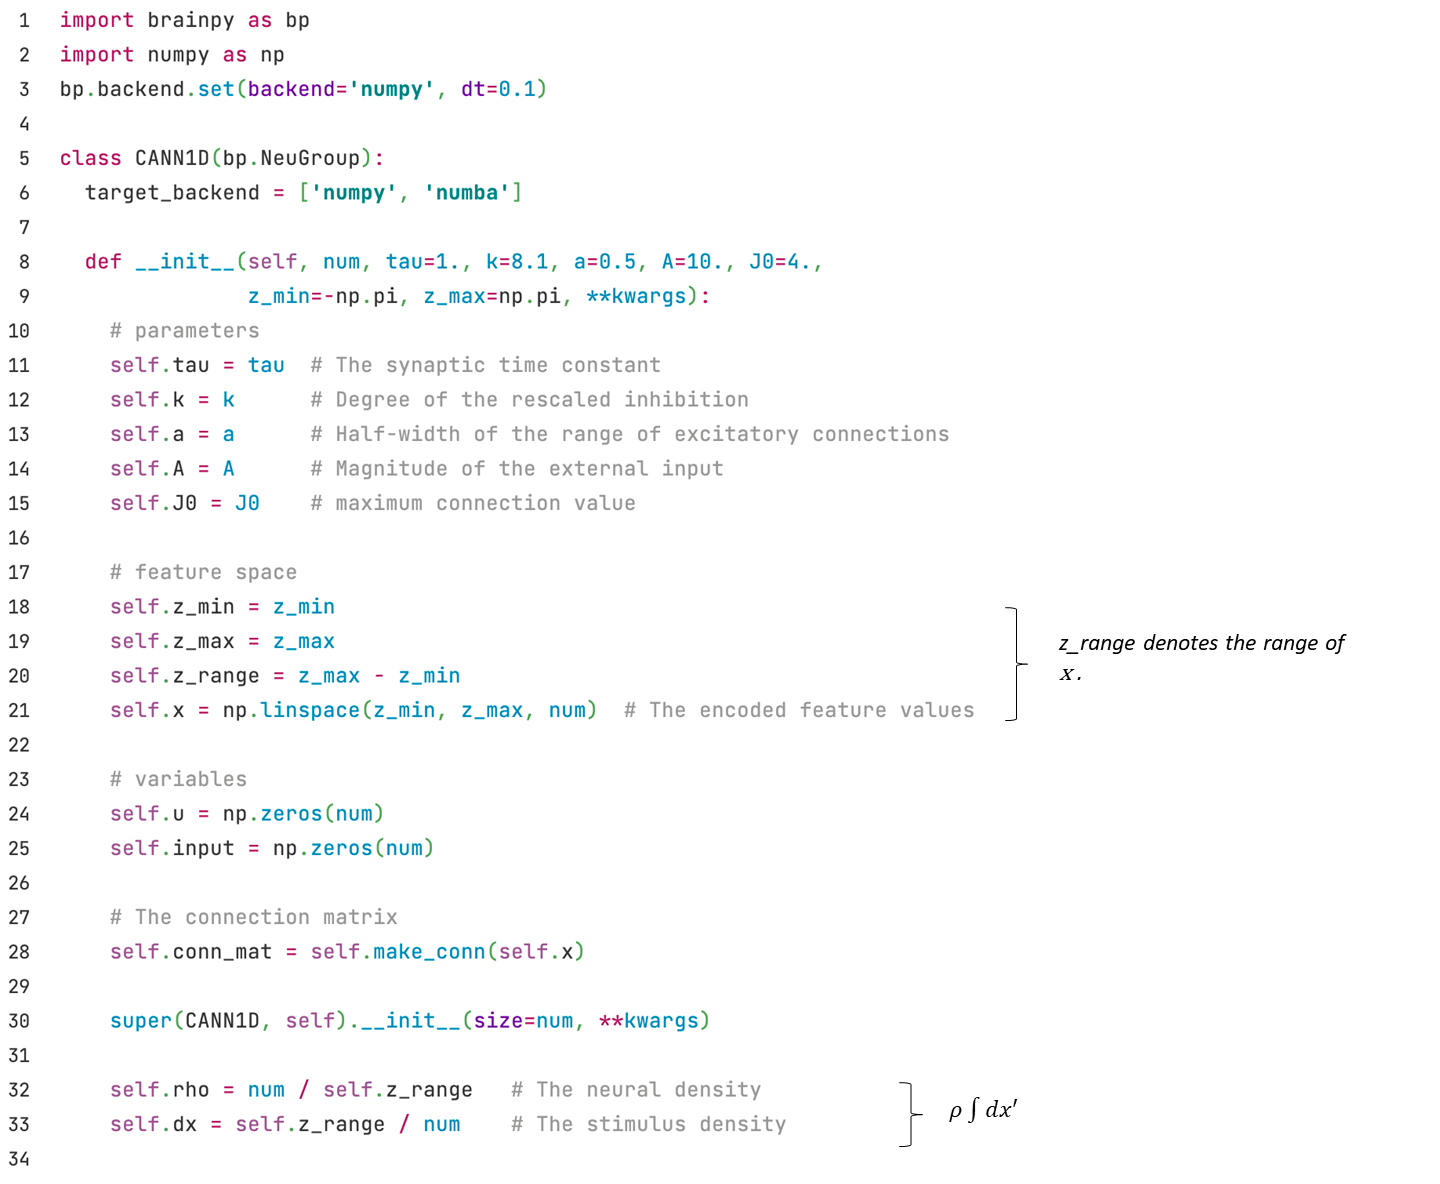 1 import brainpy as bp
2 import numpy as np
3 bp.backend.set(backend='numpy', dt=0.1)
4
5 class CANN1D(bp.NeuGroup):
6   target_backend = ['numpy', 'numba']
7
8   def __init__(self, num, tau=1., k=8.1, a=0.5, A=10., J0=4.,
9                z_min=-np.pi, z_max=np.pi, **kwargs):
10     # parameters
11     self.tau = tau  # The synaptic time constant
12     self.k = k      # Degree of the rescaled inhibition
13     self.a = a      # Half-width of the range of excitatory connections
14     self.A = A      # Magnitude of the external input
15     self.J0 = J0    # maximum connection value
16
17     # feature space
18     self.z_min = z_min
19     self.z_max = z_max
20     self.z_range = z_max - z_min
21     self.x = np.linspace(z_min, z_max, num)  # The encoded feature values
z_range denotes the range of
x.
22
23     # variables
24     self.u = np.zeros(num)
25     self.input = np.zeros(num)
26
27     # The connection matrix
28     self.conn_mat = self.make_conn(self.x)
29
30     super(CANN1D, self).__init__(size=num, **kwargs)
31
32     self.rho = num / self.z_range   # The neural density
33     self.dx = self.z_range / num    # The stimulus density
ρ ∫ dx′
34